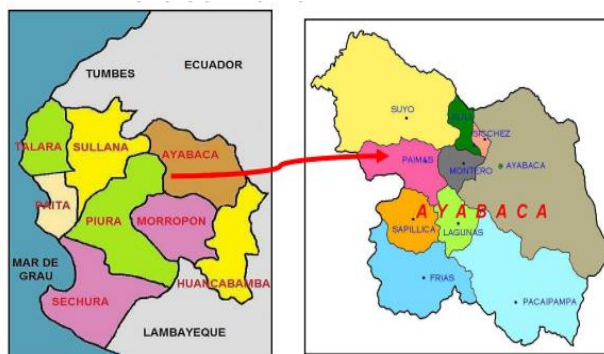 ECUADOR
TUMBES
TALARA
SULLANA
AYABACA
PAITA
PIURA
MORROPON
MAR DE
GRAU
HUANCABAMBA
SECHURA
LAMBAYEQUE
SUYO
JILILI
SICCHEZ
PAIMAS
MONTERO
AYABACA
A Y A B A C A
SAPILLICA
LAGUNAS
FRIAS
PACAIPAMPA